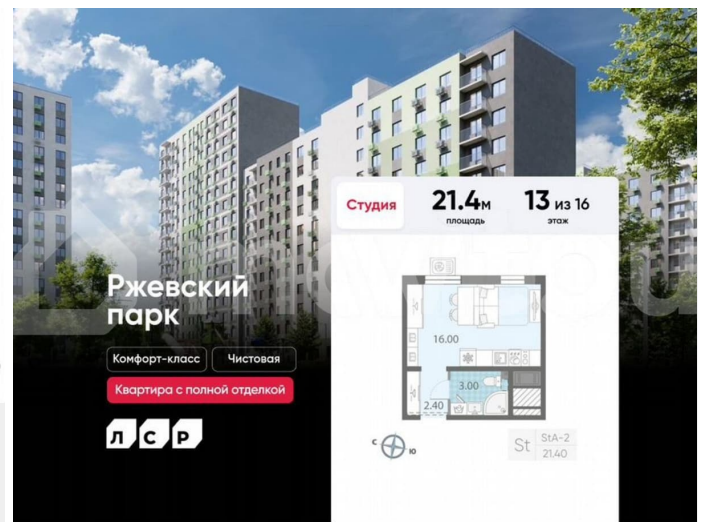 Студия
21.4м
площадь
13 из 16
этаж
Ржевский
парк
Комфорт-класс
Чистовая
Квартира с полной отделкой
ЛСР
16.00
3.00
2.40
с
ю
St
StA-2
21.40